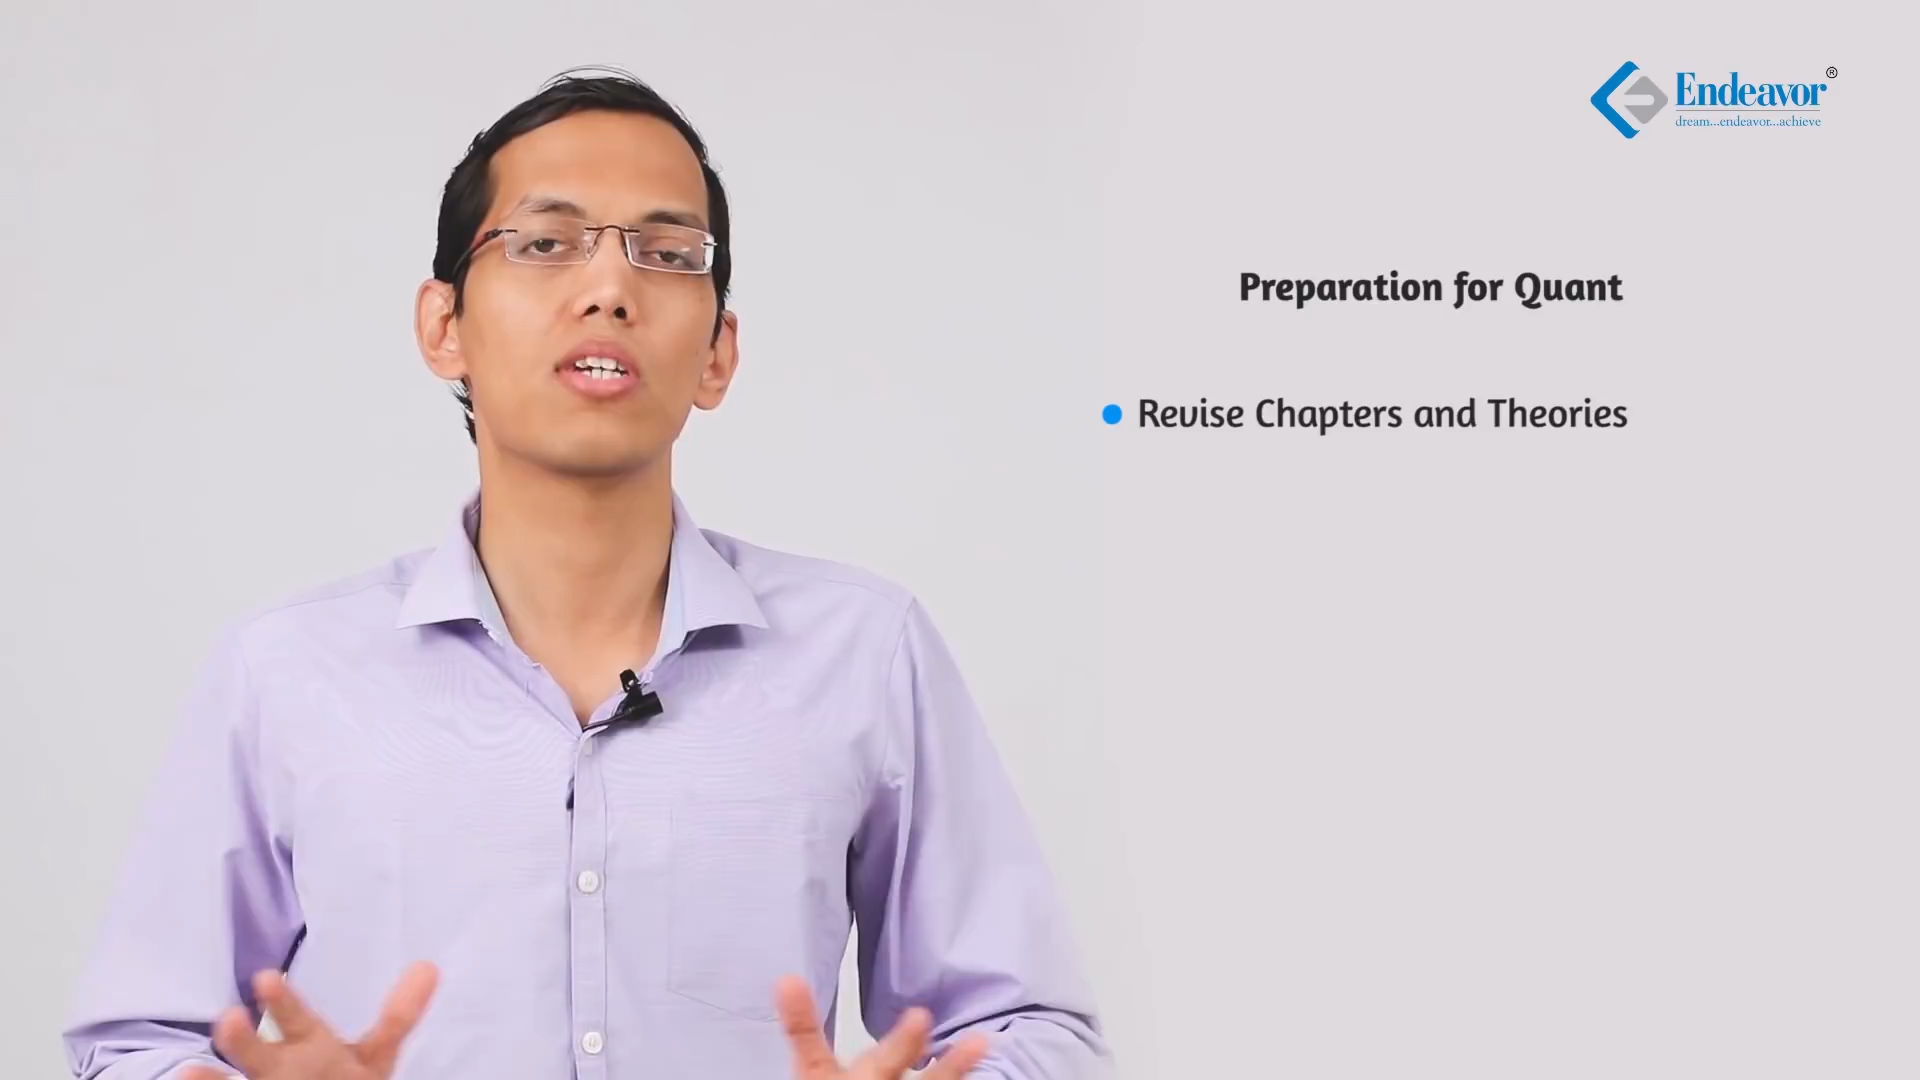 Endeavor®
dream...endeavor...achieve
Preparation for Quant
Revise Chapters and Theories